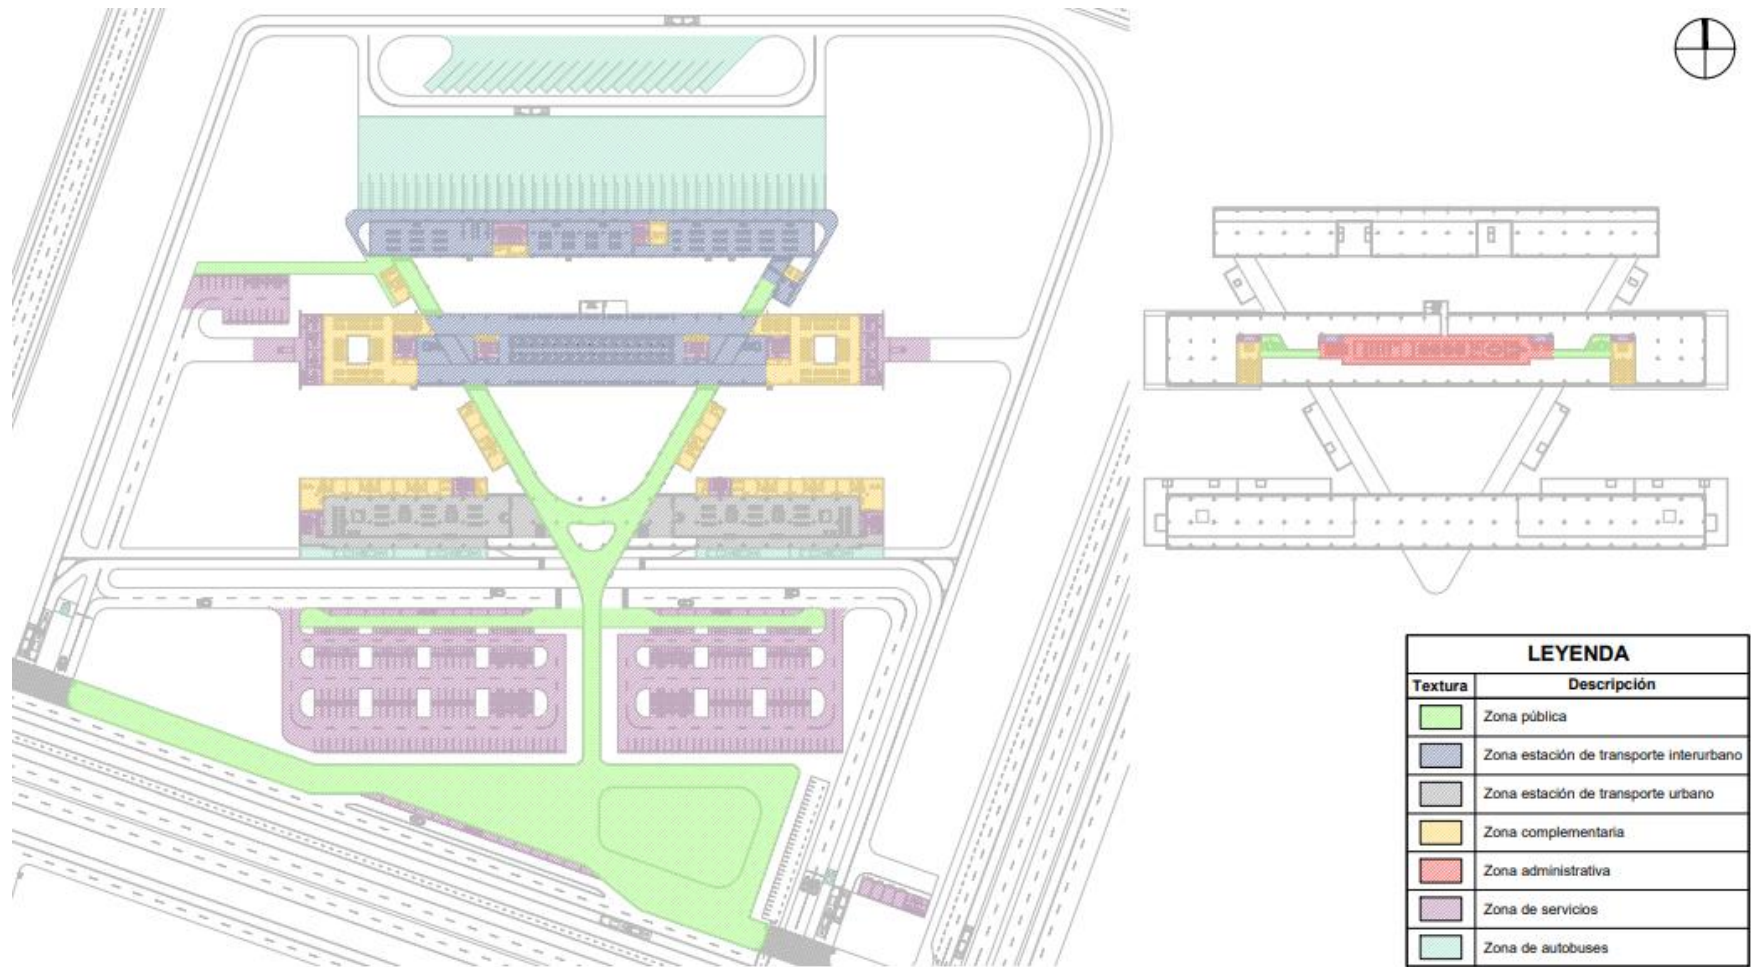 LEYENDA
Textura Descripción
Zona pública
Zona estación de transporte interurbano
Zona estación de transporte urbano
Zona complementaria
Zona administrativa
Zona de servicios
Zona de autobuses